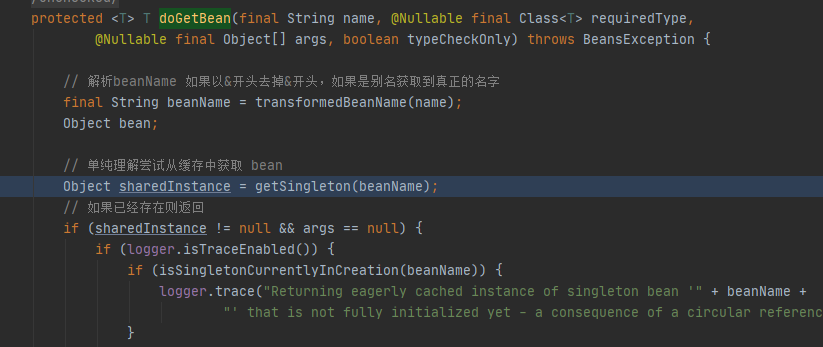 protected <T> T doGetBean(final String name, @Nullable final Class<T> requiredType,
@Nullable final Object[] args, boolean typeCheckOnly) throws BeansException {
// 解析beanName 如果以&开头去掉&开头，如果是别名获取到真正的名字
final String beanName = transformedBeanName(name);
Object bean;
// 单纯理解尝试从缓存中获取 bean
Object sharedInstance = getSingleton(beanName);
// 如果已经存在则返回
if (sharedInstance != null && args == null) {
if (logger.isTraceEnabled()) {
if (isSingletonCurrentlyInCreation(beanName)) {
logger.trace("Returning eagerly cached instance of singleton bean '" + beanName +
"' that is not fully initialized yet - a consequence of a circular referenc
}